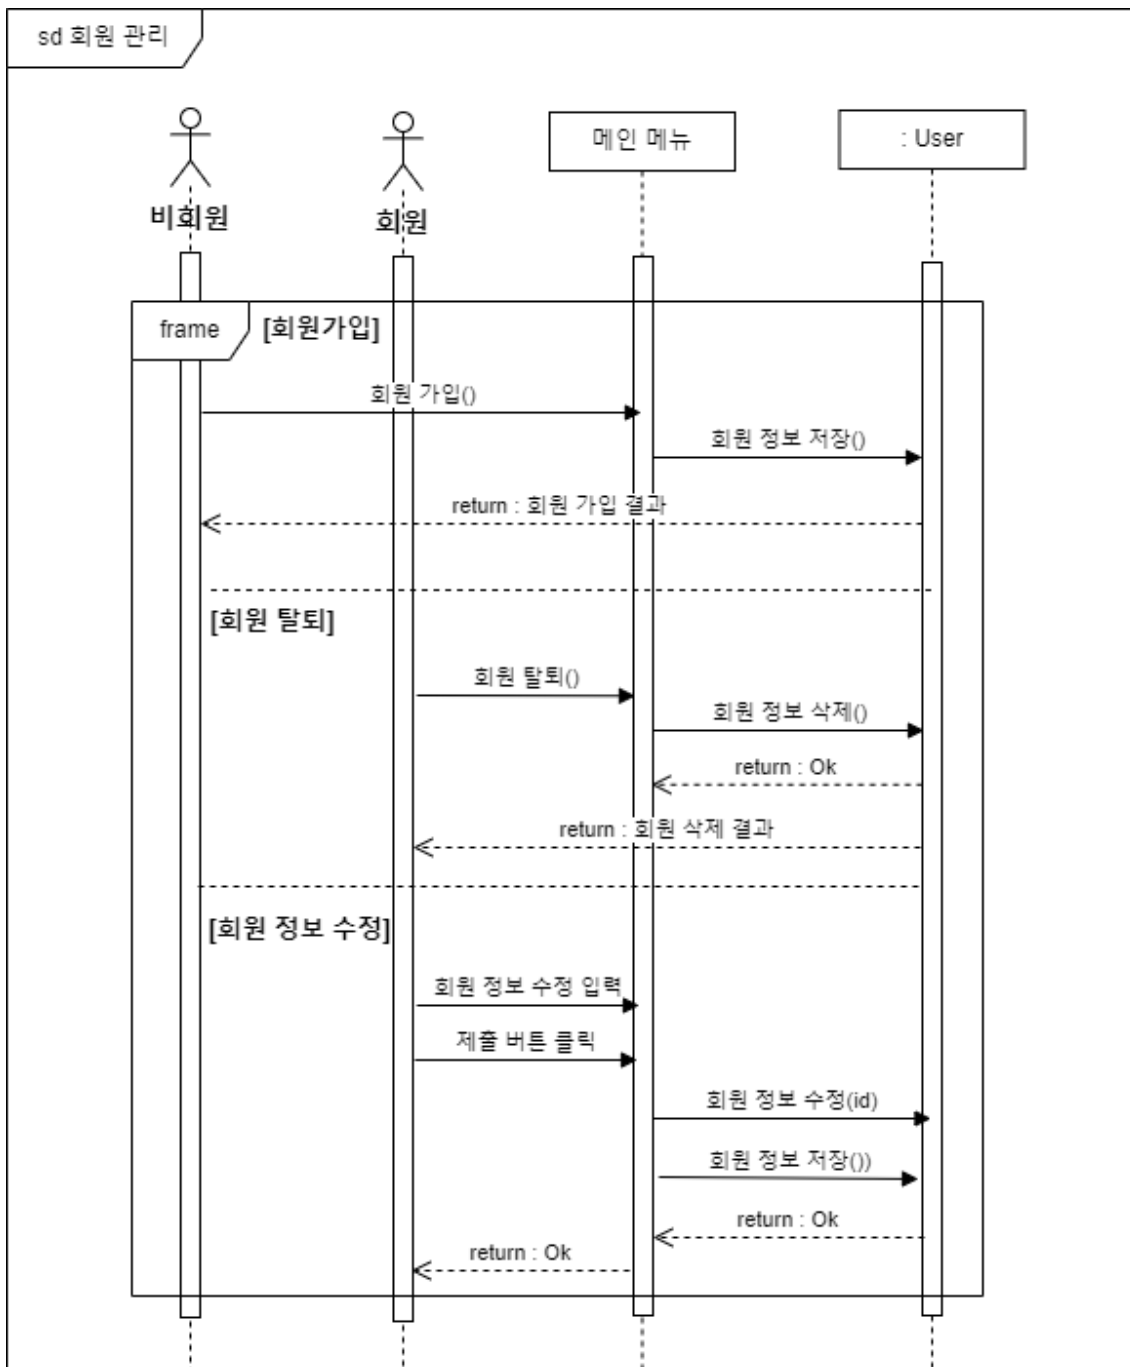 sd 회원 관리
비회원
회원
메인 메뉴
: User
frame
[회원가입]
회원 가입()
회원 정보 저장()
return : 회원 가입 결과
[회원 탈퇴]
회원 탈퇴()
회원 정보 삭제()
return : Ok
return : 회원 삭제 결과
[회원 정보 수정]
회원 정보 수정 입력
제출 버튼 클릭
회원 정보 수정(id)
회원 정보 저장())
return : Ok
return : Ok